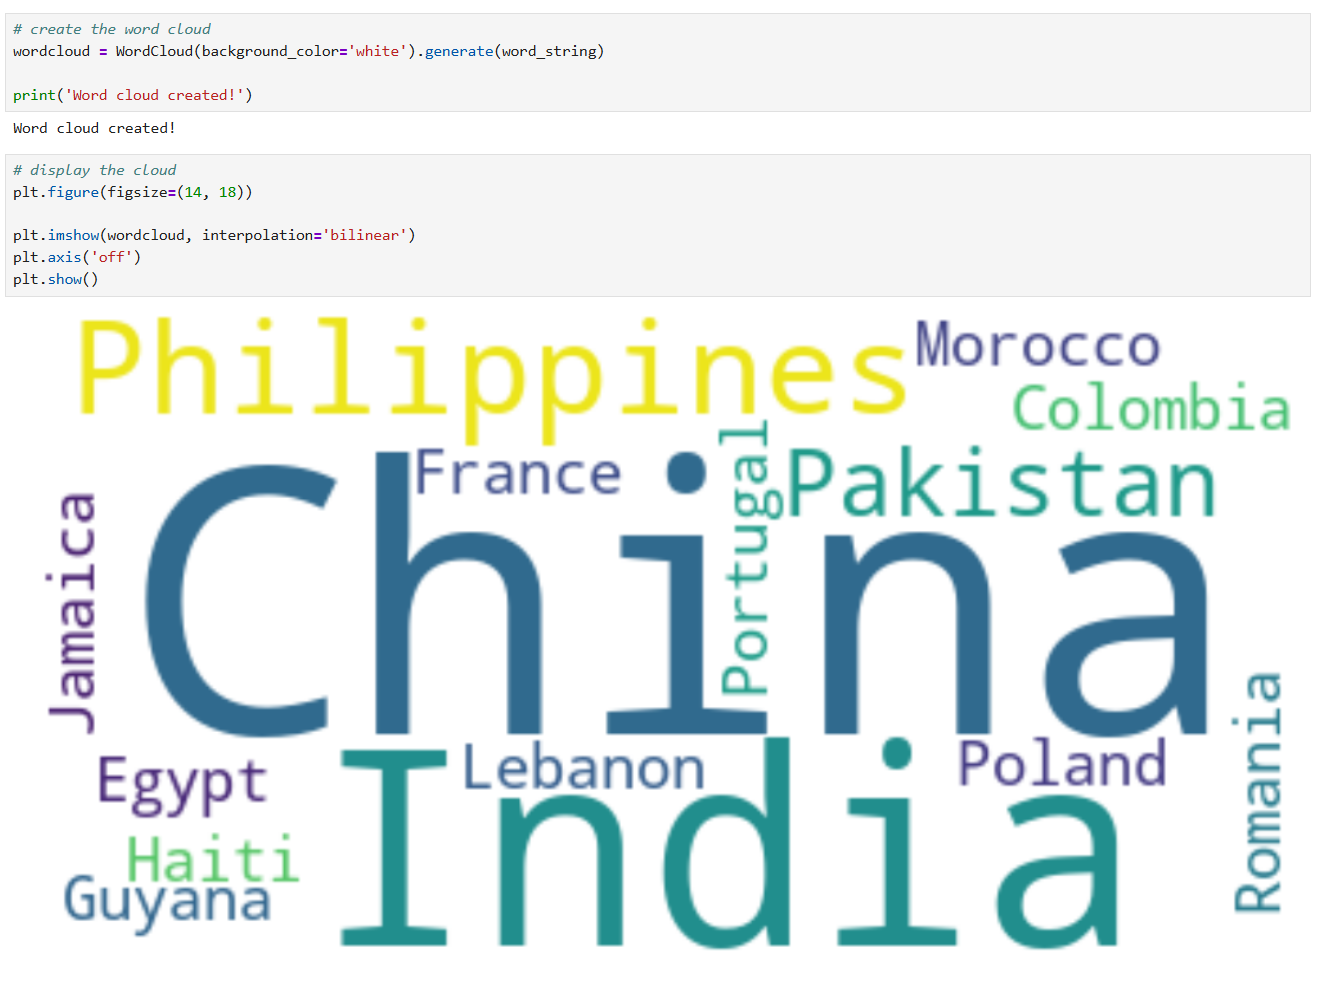 # create the word cloud
wordcloud = WordCloud(background_color='white').generate(word_string)
print('Word cloud created!')
Word cloud created!
# display the cloud
plt.figure(figsize=(14, 18))
plt.imshow(wordcloud, interpolation='bilinear')
plt.axis('off')
plt.show()
Philippines
Morocco
Colombia
France
Portugal
Pakistan
Jamaica
China
Egypt
Lebanon
Poland
Romania
Haiti
India
Guyana